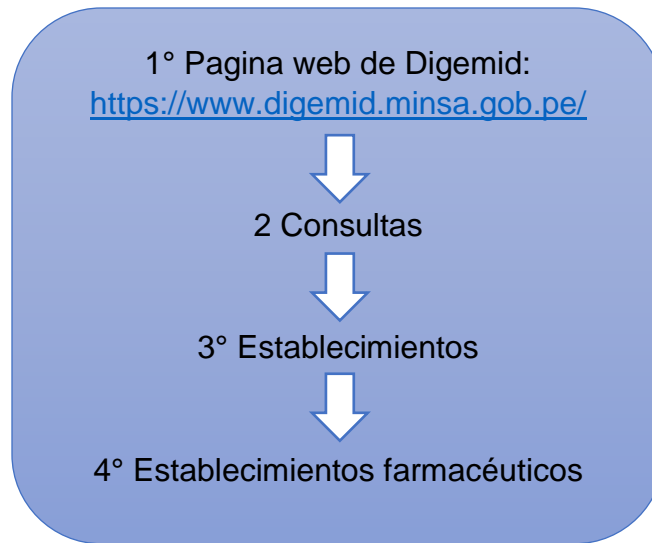 1° Pagina web de Digemid:
https://www.digemid.minsa.gob.pe/
2 Consultas
3° Establecimientos
4° Establecimientos farmacéuticos